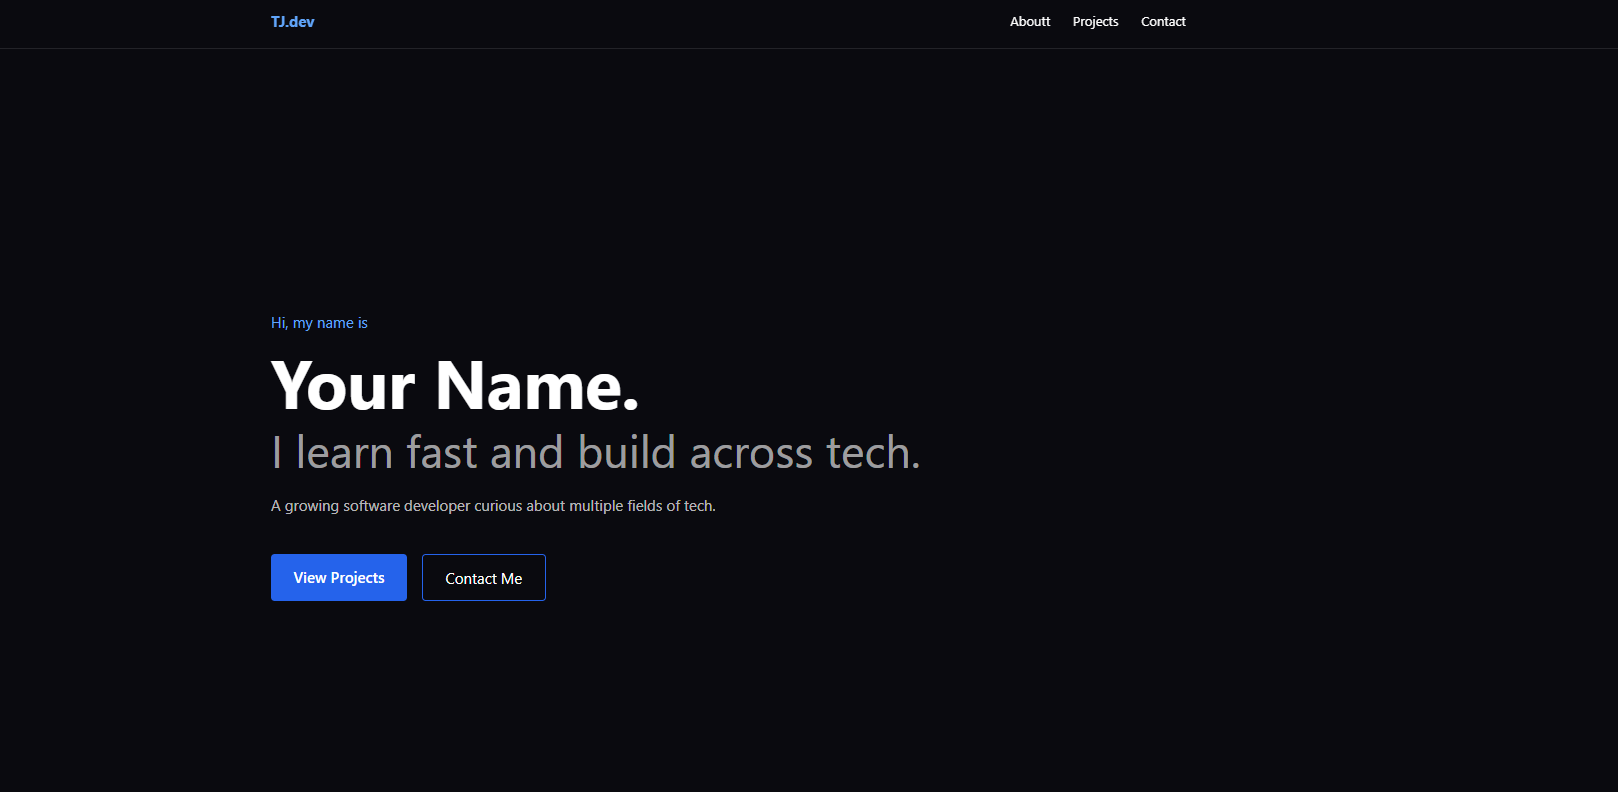 TJ.dev
Aboutt Projects Contact
Hi, my name is
Your Name.
I learn fast and build across tech.
A growing software developer curious about multiple fields of tech.
View Projects Contact Me